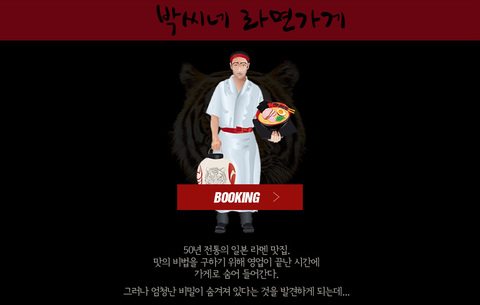 박씨네 라면가게
BOOKING >
50년 전통의 일본 라멘 맛집.
맛의 비법을 구하기 위해 영업이 끝난 시간에
가게로 숨어 들어간다.
그러나 엄청난 비밀이 숨겨져 있다는 것을 발견하게 되는데...